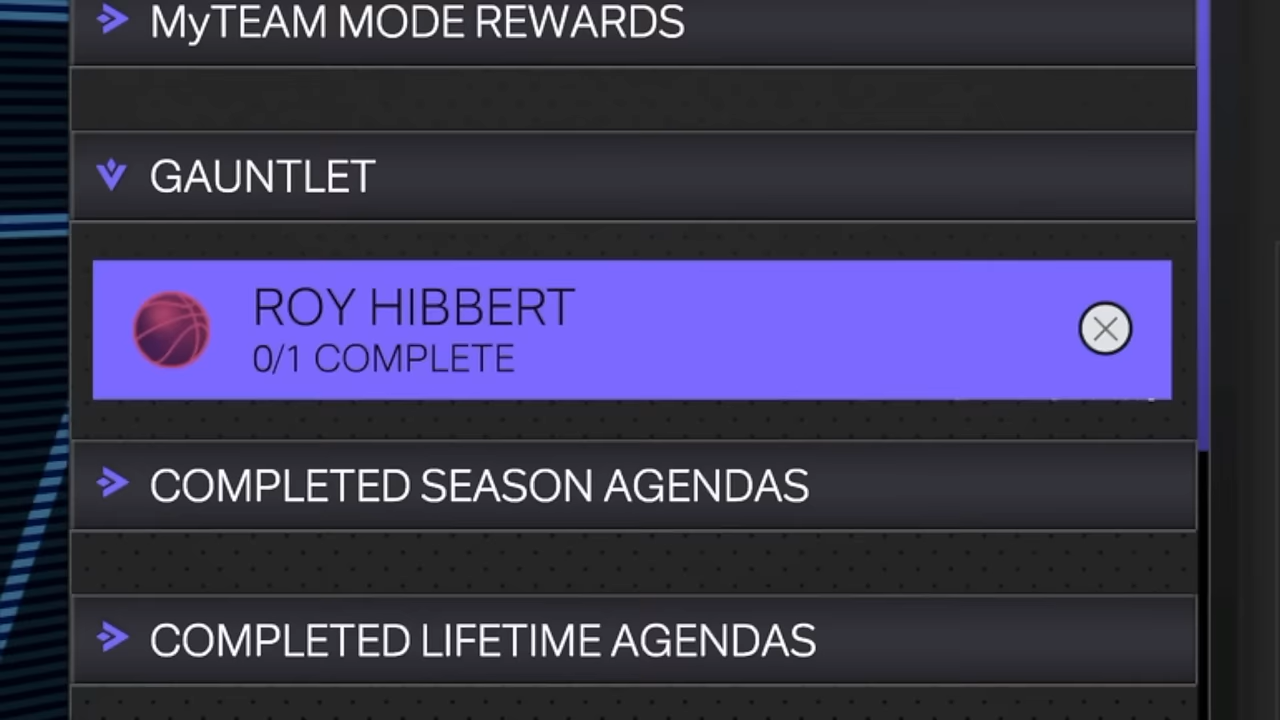 MyTEAM MODE REWARDS
GAUNTLET
ROY HIBBERT
0/1 COMPLETE
COMPLETED SEASON AGENDAS
COMPLETED LIFETIME AGENDAS